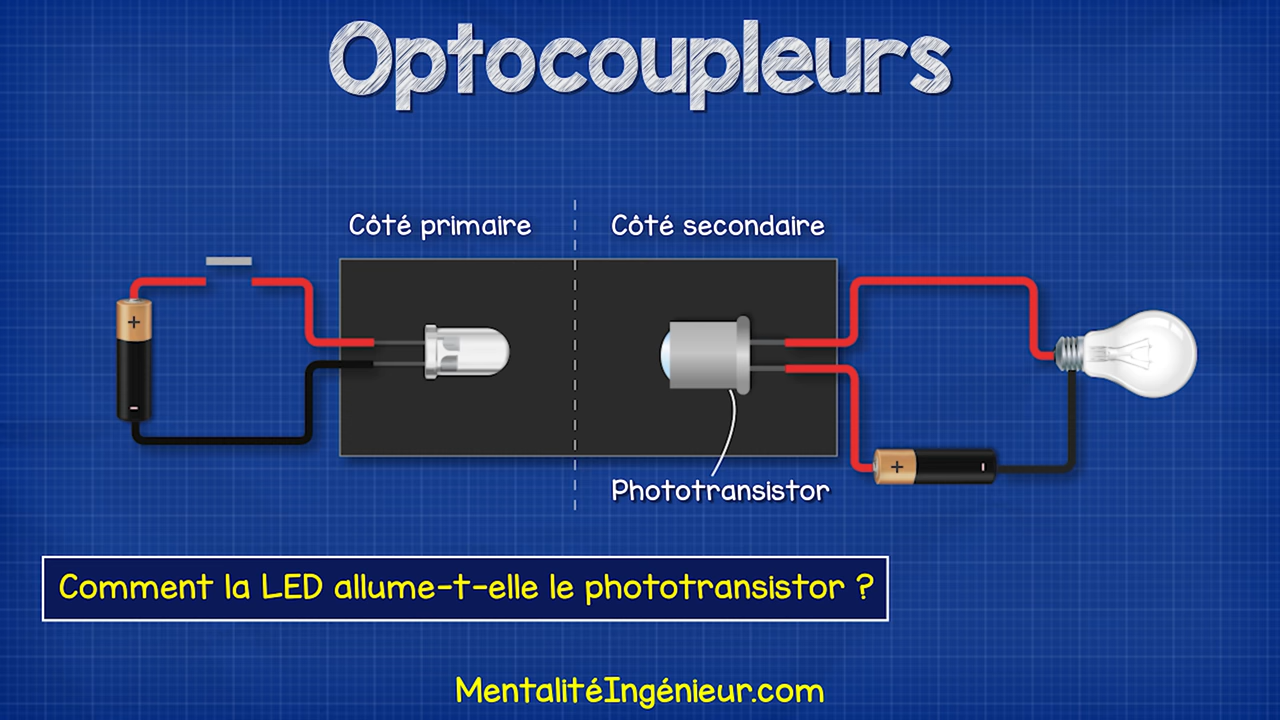 Optocoupleurs
Côté primaire
Côté secondaire
+
-
+
-
Phototransistor
Comment la LED allume-t-elle le phototransistor ?
MentalitéIngénieur.com